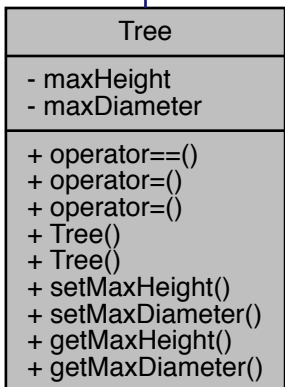 Tree
- maxHeight
- maxDiameter
+ operator==()
+ operator=()
+ operator=()
+ Tree()
+ Tree()
+ setMaxHeight()
+ setMaxDiameter()
+ getMaxHeight()
+ getMaxDiameter()